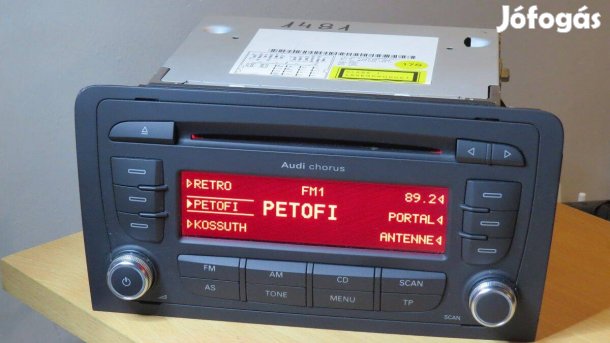 Jófogás
A48A
Audi chorus
RETRO
FM1
89.2
PETOFI
PETOFI
PORTAL
KOSSUTH
ANTENNE
FM
AM
CD
SCAN
AS
TONE
MENU
TP
SCAN